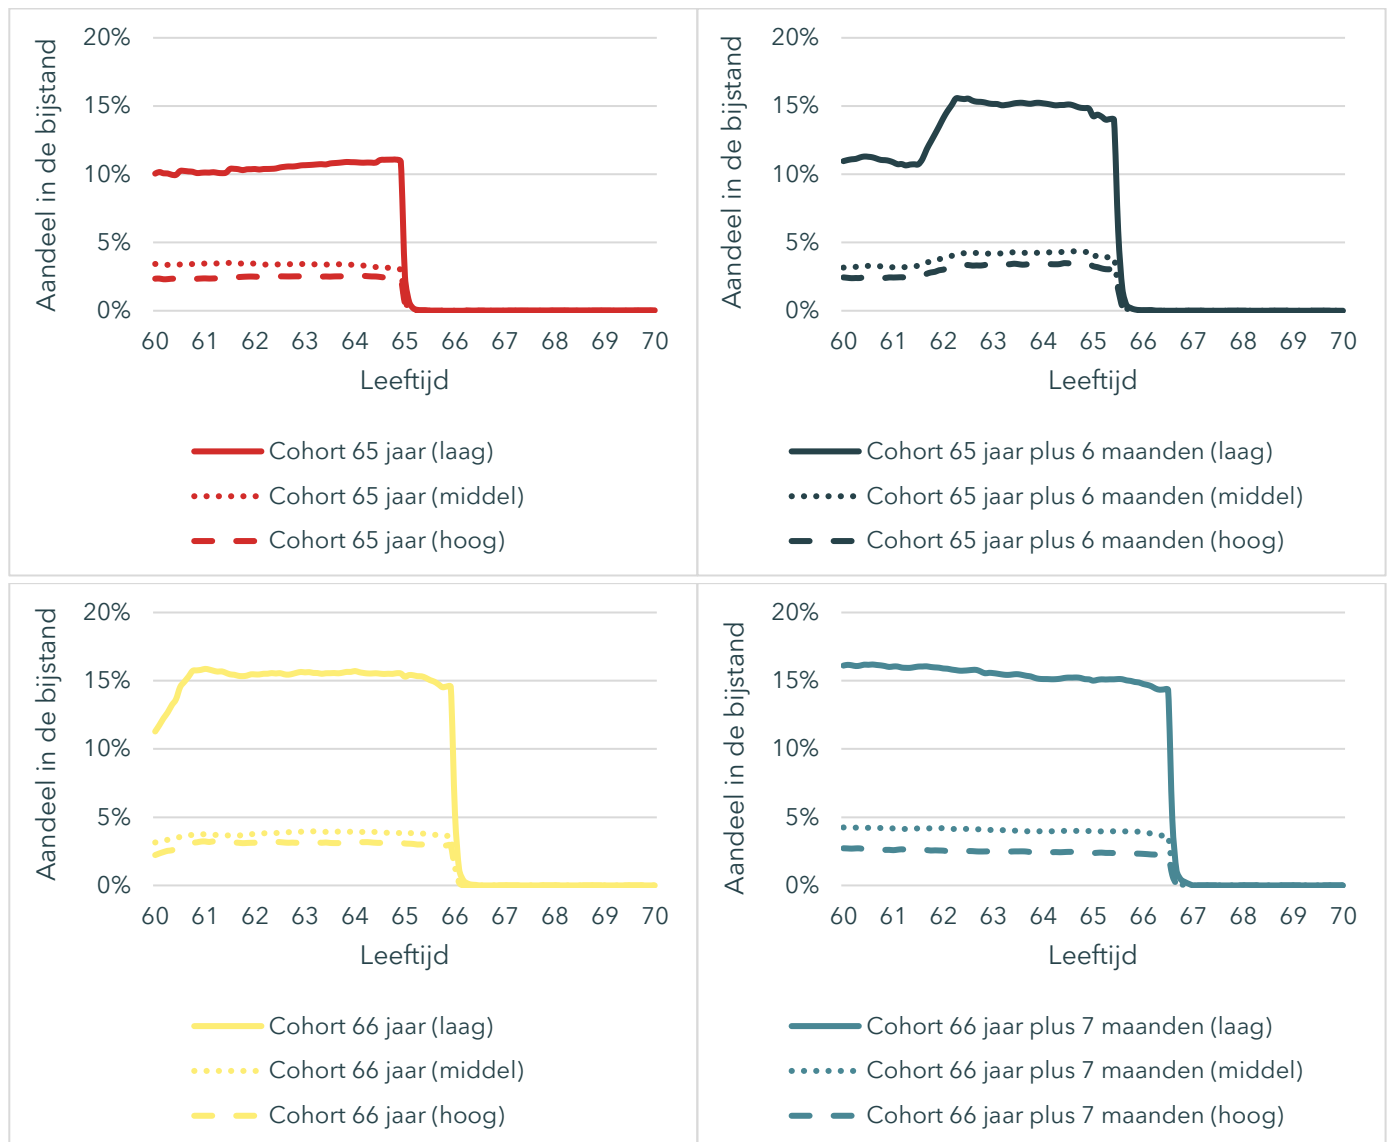 Aandeel in de bijstand
20%
15%
10%
5%
0%
60 61 62 63 64 65 66 67 68 69 70
Leeftijd
Cohort 65 jaar (laag)
Cohort 65 jaar (middel)
Cohort 65 jaar (hoog)
Aandeel in de bijstand
20%
15%
10%
5%
0%
60 61 62 63 64 65 66 67 68 69 70
Leeftijd
Cohort 65 jaar plus 6 maanden (laag)
Cohort 65 jaar plus 6 maanden (middel)
Cohort 65 jaar plus 6 maanden (hoog)
Aandeel in de bijstand
20%
15%
10%
5%
0%
60 61 62 63 64 65 66 67 68 69 70
Leeftijd
Cohort 66 jaar (laag)
Cohort 66 jaar (middel)
Cohort 66 jaar (hoog)
Aandeel in de bijstand
20%
15%
10%
5%
0%
60 61 62 63 64 65 66 67 68 69 70
Leeftijd
Cohort 66 jaar plus 7 maanden (laag)
Cohort 66 jaar plus 7 maanden (middel)
Cohort 66 jaar plus 7 maanden (hoog)